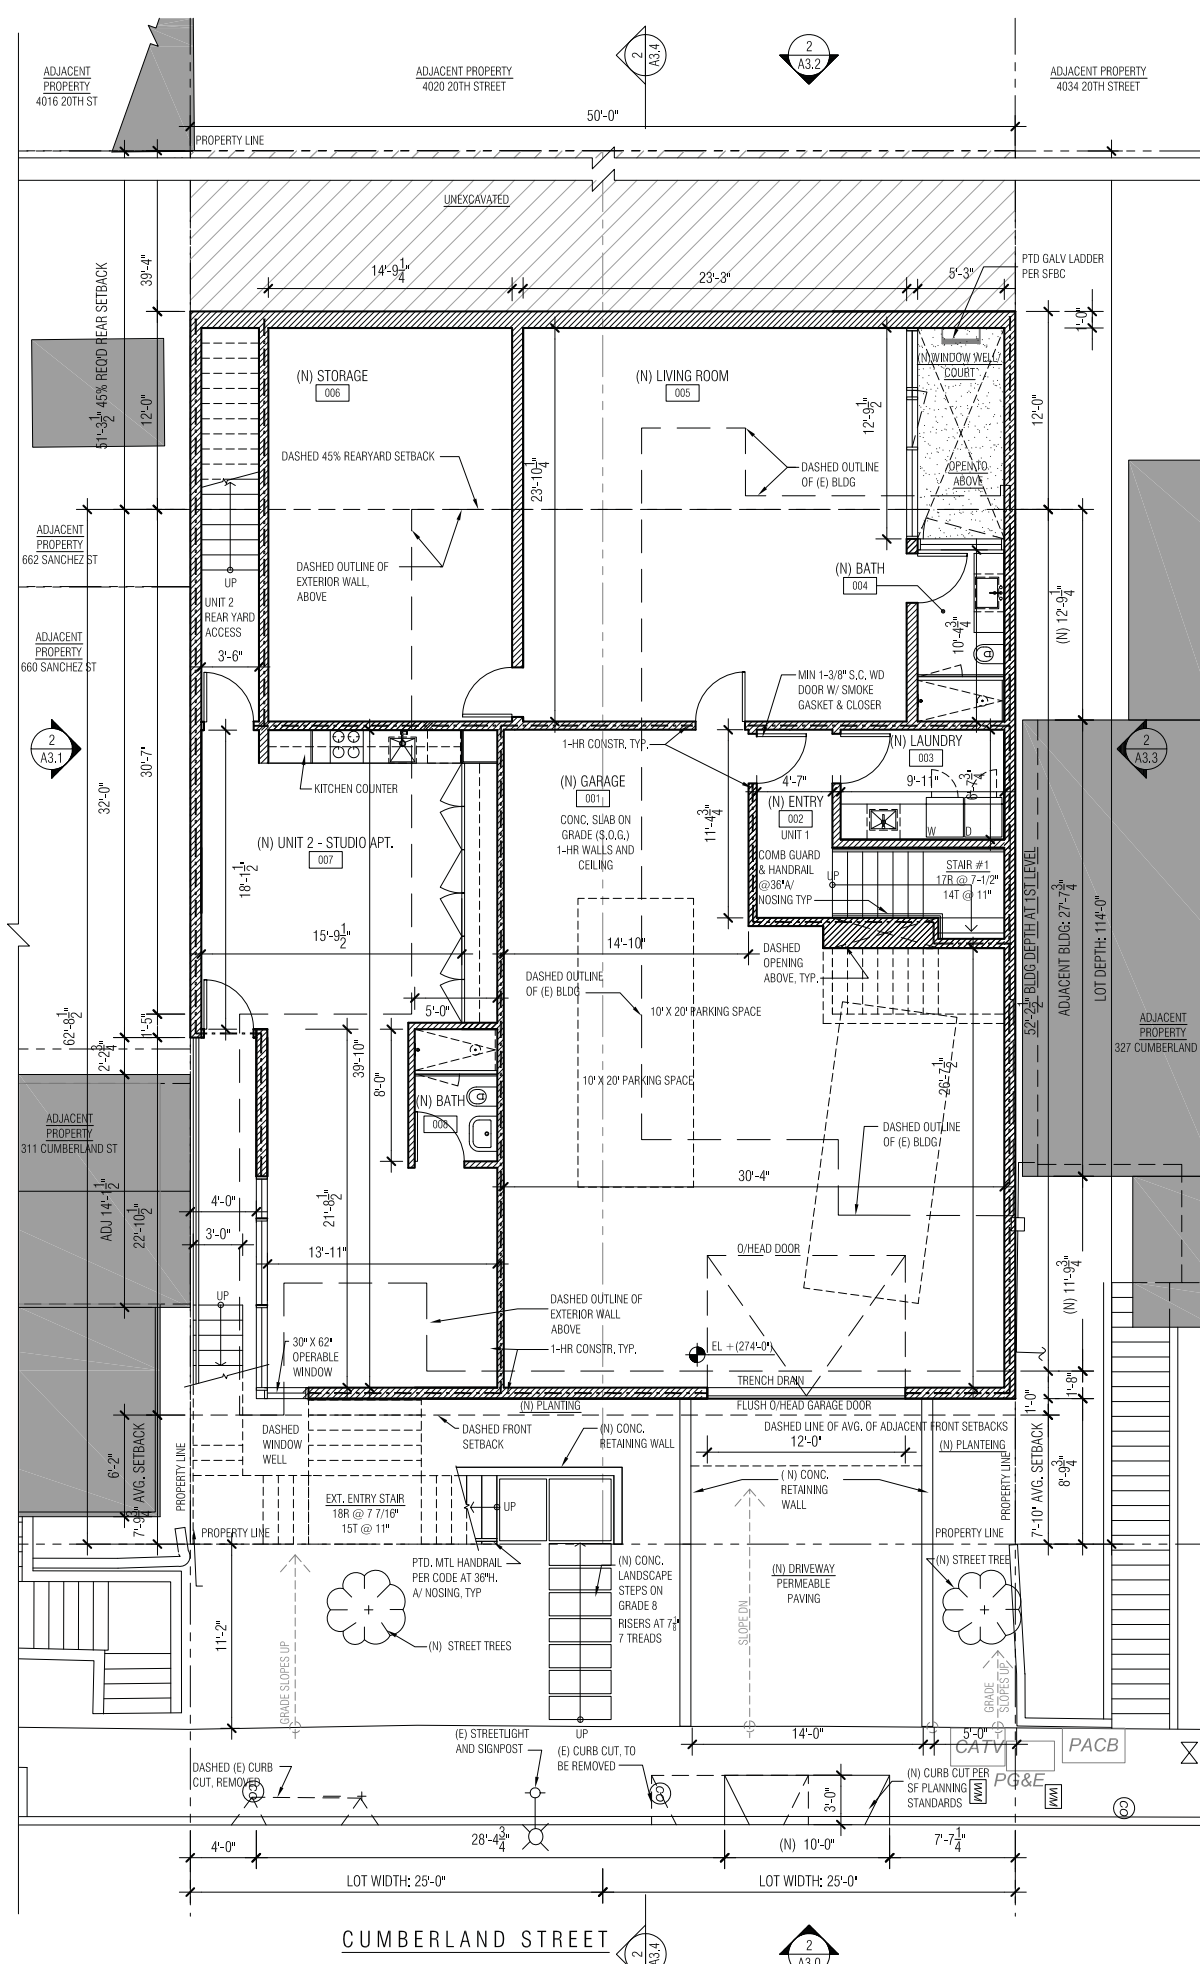 2
A3.4
2
A3.2
ADJACENT
PROPERTY
4016 20TH ST
ADJACENT PROPERTY
4020 20TH STREET
ADJACENT PROPERTY
4034 20TH STREET
50'-0"
PROPERTY LINE
UNEXCAVATED
PTD GALV LADDER
PER SFBC
14'-9 1/4"
23'-3"
5'-3"
39'-4"
51'-3 1/2" 45% REQ'D REAR SETBACK
12'-0"
1'-0"
12'-0"
(N) STORAGE
006
(N) LIVING ROOM
005
(N) WINDOW WELL
COURT
12'-9 1/2"
DASHED 45% REARYARD SETBACK
23'-10 1/4"
DASHED OUTLINE
OF (E) BLDG
OPEN TO
ABOVE
ADJACENT
PROPERTY
662 SANCHEZ ST
DASHED OUTLINE OF
EXTERIOR WALL,
ABOVE
UP
UNIT 2
REAR YARD
ACCESS
3'-6"
(N) BATH
004
10'-4 3/4"
(N) 12'-9 1/4"
ADJACENT
PROPERTY
660 SANCHEZ ST
MIN 1-3/8" S.C. WD
DOOR W/ SMOKE
GASKET & CLOSER
2
A3.1
2
A3.3
30'-7"
32'-0"
1-HR CONSTR, TYP.
(N) LAUNDRY
003
9'-11"
4'-7"
KITCHEN COUNTER
(N) GARAGE
001
CONC. SLAB ON
GRADE (S.O.G.)
1-HR WALLS AND
CEILING
11'-4 3/4"
(N) ENTRY
002
UNIT 1
W
D
(N) UNIT 2 - STUDIO APT.
007
18'-1 1/2"
COMB GUARD
& HANDRAIL
@36"A/
NOSING TYP
UP
STAIR #1
17R @ 7-1/2"
14T @ 11"
52'-2 1/2" BLDG DEPTH AT 1ST LEVEL
ADJACENT BLDG: 27'-7 3/4"
LOT DEPTH: 114'-0"
15'-9 1/2"
14'-10"
DASHED
OPENING
ABOVE, TYP.
DASHED OUTLINE
OF (E) BLDG
5'-0"
10' X 20' PARKING SPACE
62'-8 1/2"
1'-5"
2'-2 3/4"
39'-10"
8'-0"
10' X 20' PARKING SPACE
26'-7 1/2"
ADJACENT
PROPERTY
327 CUMBERLAND
(N) BATH
008
ADJACENT
PROPERTY
311 CUMBERLAND ST
DASHED OUTLINE
OF (E) BLDG
30'-4"
ADJ 14'-1 1/2"
22'-10 1/2"
4'-0"
3'-0"
21'-8 1/2"
13'-11"
O/HEAD DOOR
(N) 11'-9 3/4"
UP
DASHED OUTLINE OF
EXTERIOR WALL
ABOVE
30" X 62"
OPERABLE
WINDOW
1-HR CONSTR, TYP.
EL +(274'-0")
TRENCH DRAIN
1'-8"
1'-0"
(N) PLANTING
FLUSH O/HEAD GARAGE DOOR
DASHED
WINDOW
WELL
DASHED FRONT
SETBACK
(N) CONC.
RETAINING WALL
DASHED LINE OF AVG. OF ADJACENT FRONT SETBACKS
12'-0"
(N) PLANTEING
6'-2"
PROPERTY LINE
( N) CONC.
RETAINING
WALL
PROPERTY LINE
7'-10" AVG. SETBACK
8'-9 3/4"
EXT. ENTRY STAIR
18R @ 7 7/16"
15T @ 11"
UP
PROPERTY LINE
PROPERTY LINE
PTD. MTL HANDRAIL
PER CODE AT 36"H.
A/ NOSING, TYP
(N) CONC.
LANDSCAPE
STEPS ON
GRADE 8
RISERS AT 7 1/8"
7 TREADS
(N) DRIVEWAY
PERMEABLE
PAVING
(N) STREET TREE
11'-2"
GRADE SLOPES UP
(N) STREET TREES
SLOPE DN
GRADE
SLOPES UP
(E) STREETLIGHT
AND SIGNPOST
UP
(E) CURB CUT, TO
BE REMOVED
14'-0"
5'-0"
CATV
PACB
PG&E
DASHED (E) CURB
CUT, REMOVED
CO
CO
3'-0"
(N) CURB CUT PER
SF PLANNING
STANDARDS
WM
WM
CO
4'-0"
28'-4 3/4"
(N) 10'-0"
7'-7 1/4"
LOT WIDTH: 25'-0"
LOT WIDTH: 25'-0"
CUMBERLAND STREET
2
A3.4
2